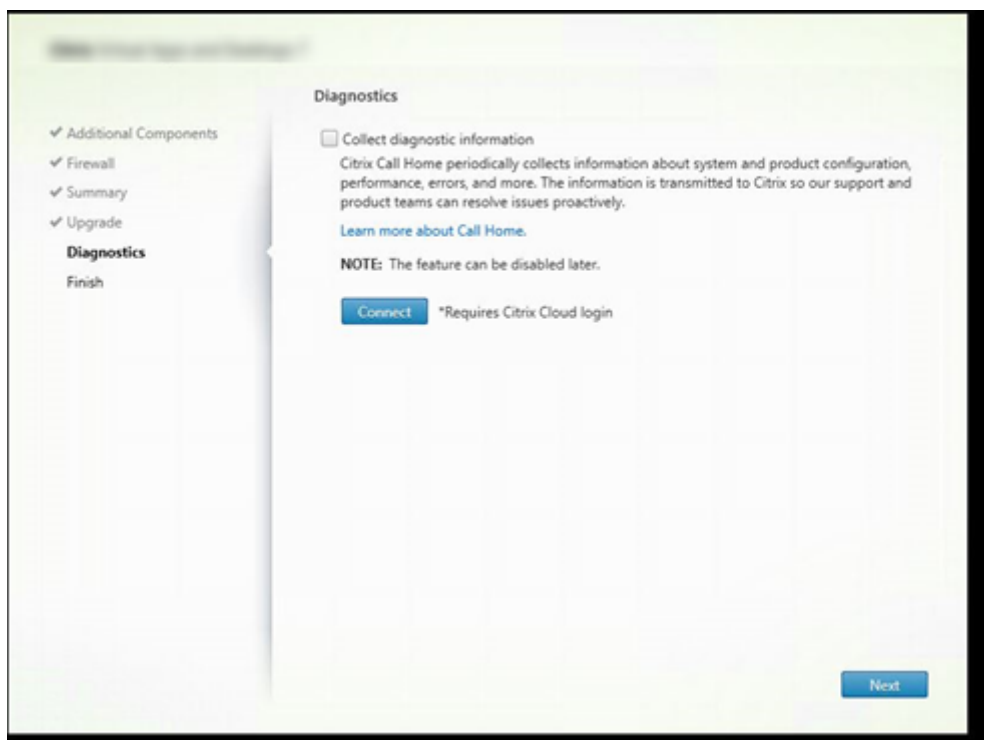 Diagnostics
✔ Additional Components
✔ Firewall
✔ Summary
✔ Upgrade
Diagnostics
Finish
Collect diagnostic information
Citrix Call Home periodically collects information about system and product configuration,
performance, errors, and more. The information is transmitted to Citrix so our support and
product teams can resolve issues proactively.
Learn more about Call Home.
NOTE: The feature can be disabled later.
Connect *Requires Citrix Cloud login
Next